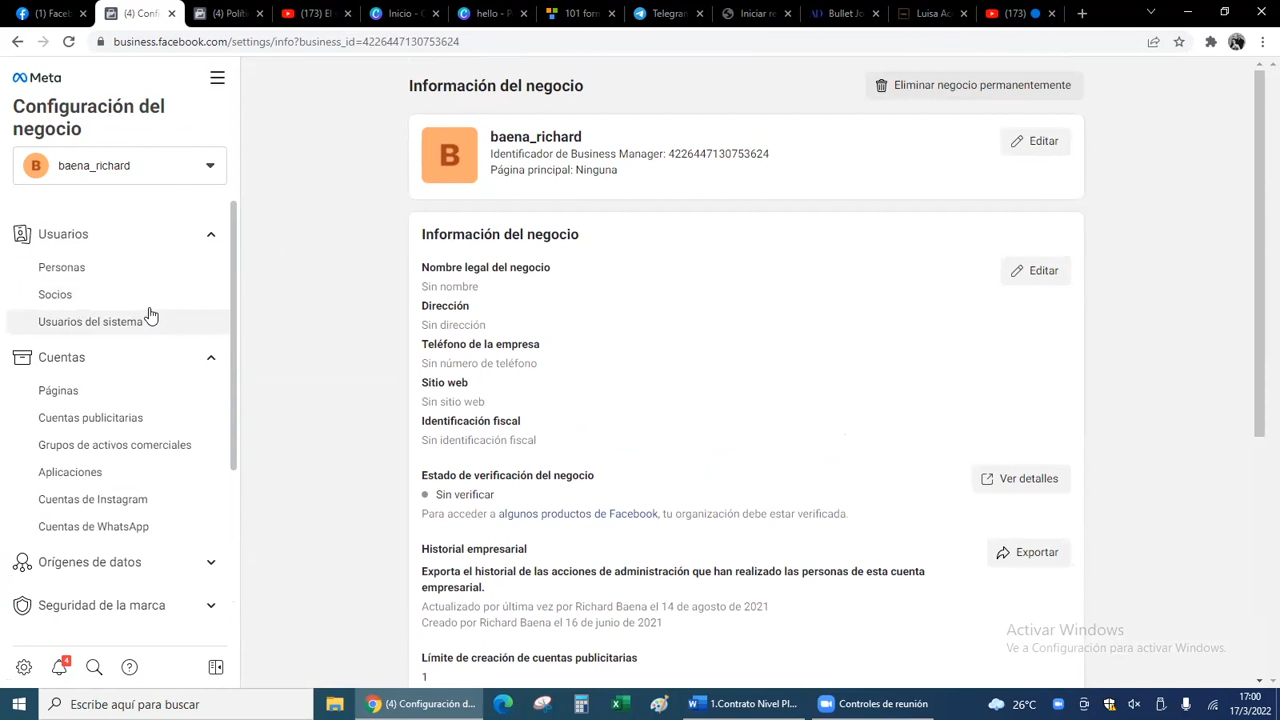 (1) Faceb
(4) Confi
(4) Polít
(173) El
Inicio - C
hello - P
101 form
Telegram
Iniciar re
Bullet Jo
Luisa Ac
(173)
business.facebook.com/settings/info?business_id=4226447130753624
Meta
Configuración del
negocio
B baena_richard
Usuarios
Personas
Socios
Usuarios del sistema
Cuentas
Páginas
Cuentas publicitarias
Grupos de activos comerciales
Aplicaciones
Cuentas de Instagram
Cuentas de WhatsApp
Orígenes de datos
Seguridad de la marca
4
Información del negocio
Eliminar negocio permanentemente
B
baena_richard
Identificador de Business Manager: 4226447130753624
Página principal: Ninguna
Editar
Información del negocio
Nombre legal del negocio
Editar
Sin nombre
Dirección
Sin dirección
Teléfono de la empresa
Sin número de teléfono
Sitio web
Sin sitio web
Identificación fiscal
Sin identificación fiscal
Estado de verificación del negocio
Ver detalles
Sin verificar
Para acceder a algunos productos de Facebook, tu organización debe estar verificada.
Historial empresarial
Exportar
Exporta el historial de las acciones de administración que han realizado las personas de esta cuenta
empresarial.
Actualizado por última vez por Richard Baena el 14 de agosto de 2021
Creado por Richard Baena el 16 de junio de 2021
Límite de creación de cuentas publicitarias
1
Activar Windows
Ve a Configuración para activar Windows.
Escribe aquí para buscar
(4) Configuración d...
1.Contrato Nivel Pl...
Controles de reunión
26°C
17:00
17/3/2022